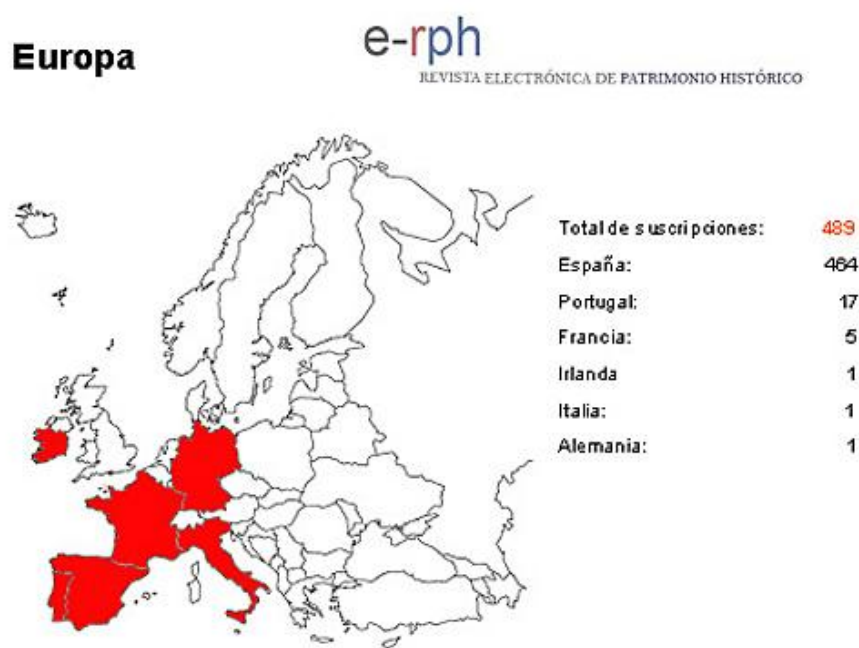 Europa
e-rph
REVISTA ELECTRÓNICA DE PATRIMONIO HISTÓRICO
Total de suscripciones: 489
España: 464
Portugal: 17
Francia: 5
Irlanda 1
Italia: 1
Alemania: 1